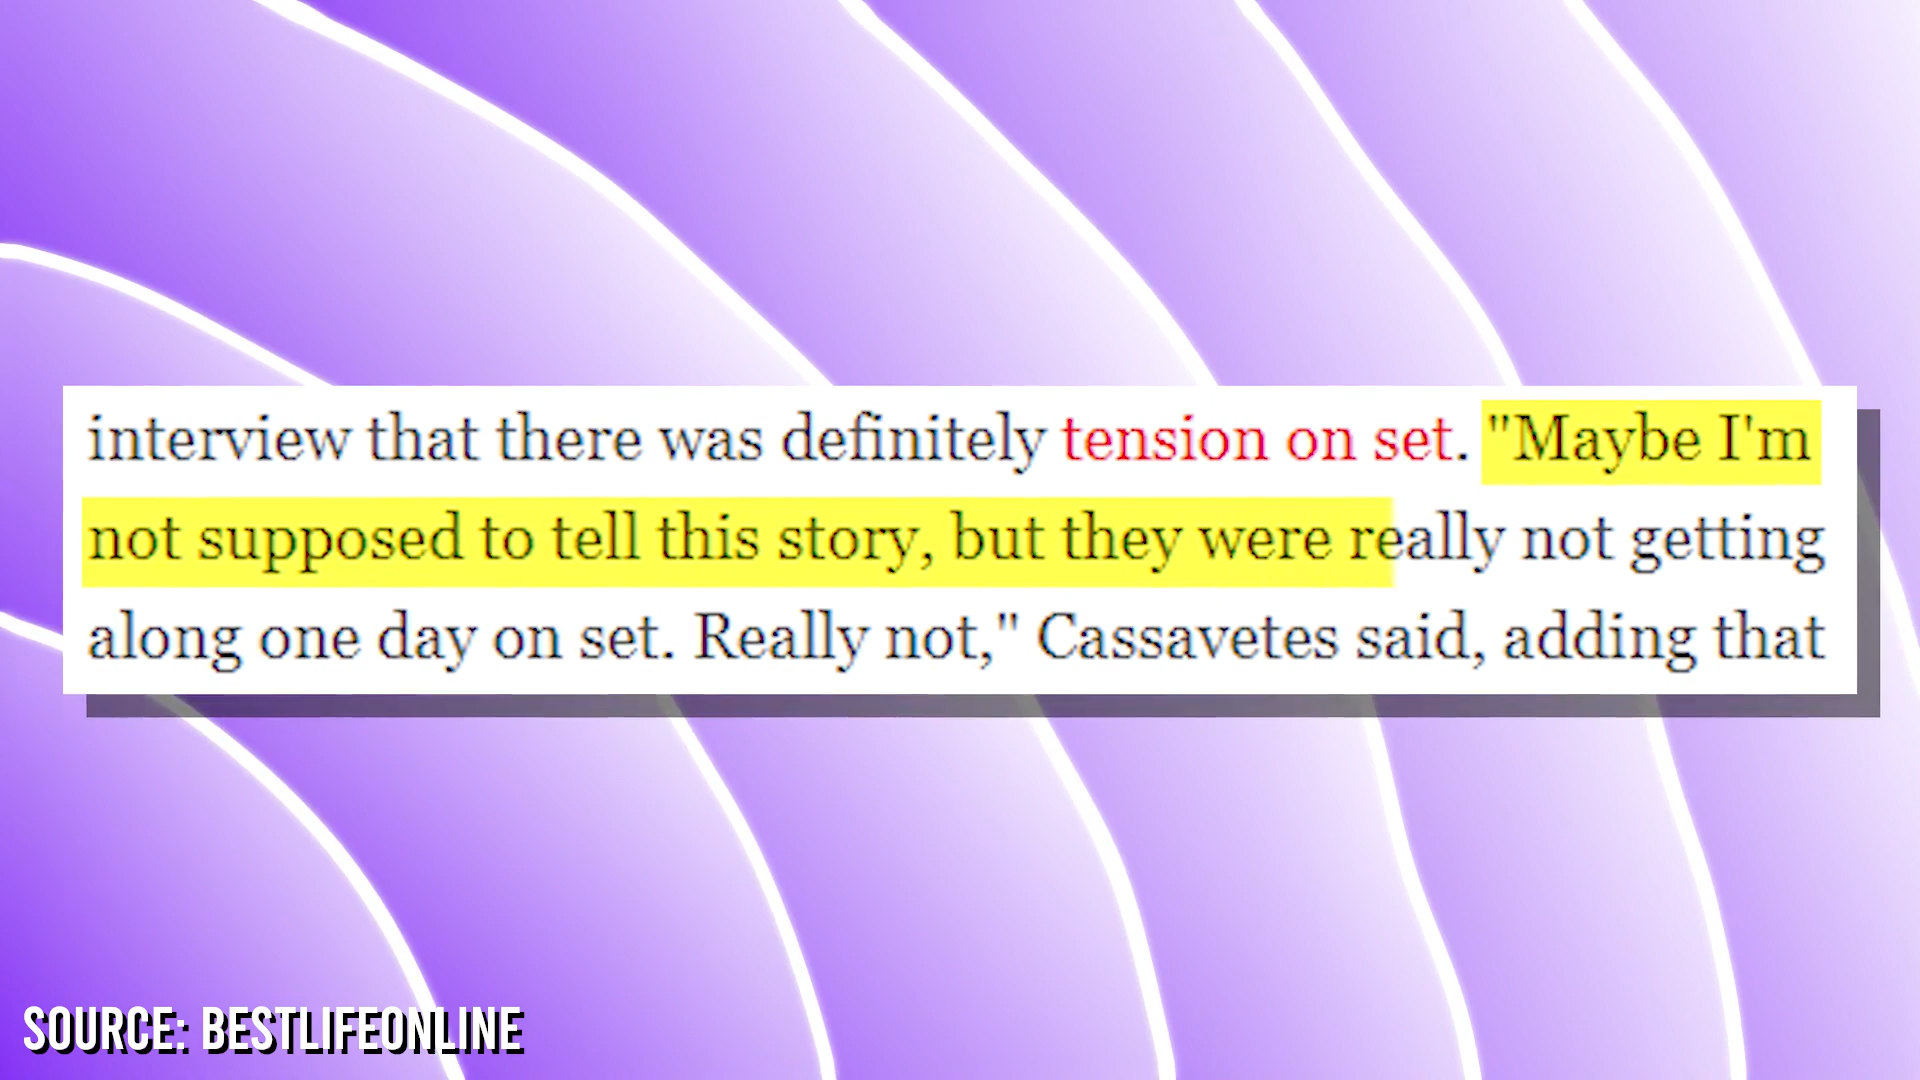 interview that there was definitely tension on set. "Maybe I'm
not supposed to tell this story, but they were really not getting
along one day on set. Really not," Cassavetes said, adding that
SOURCE: BESTLIFEONLINE